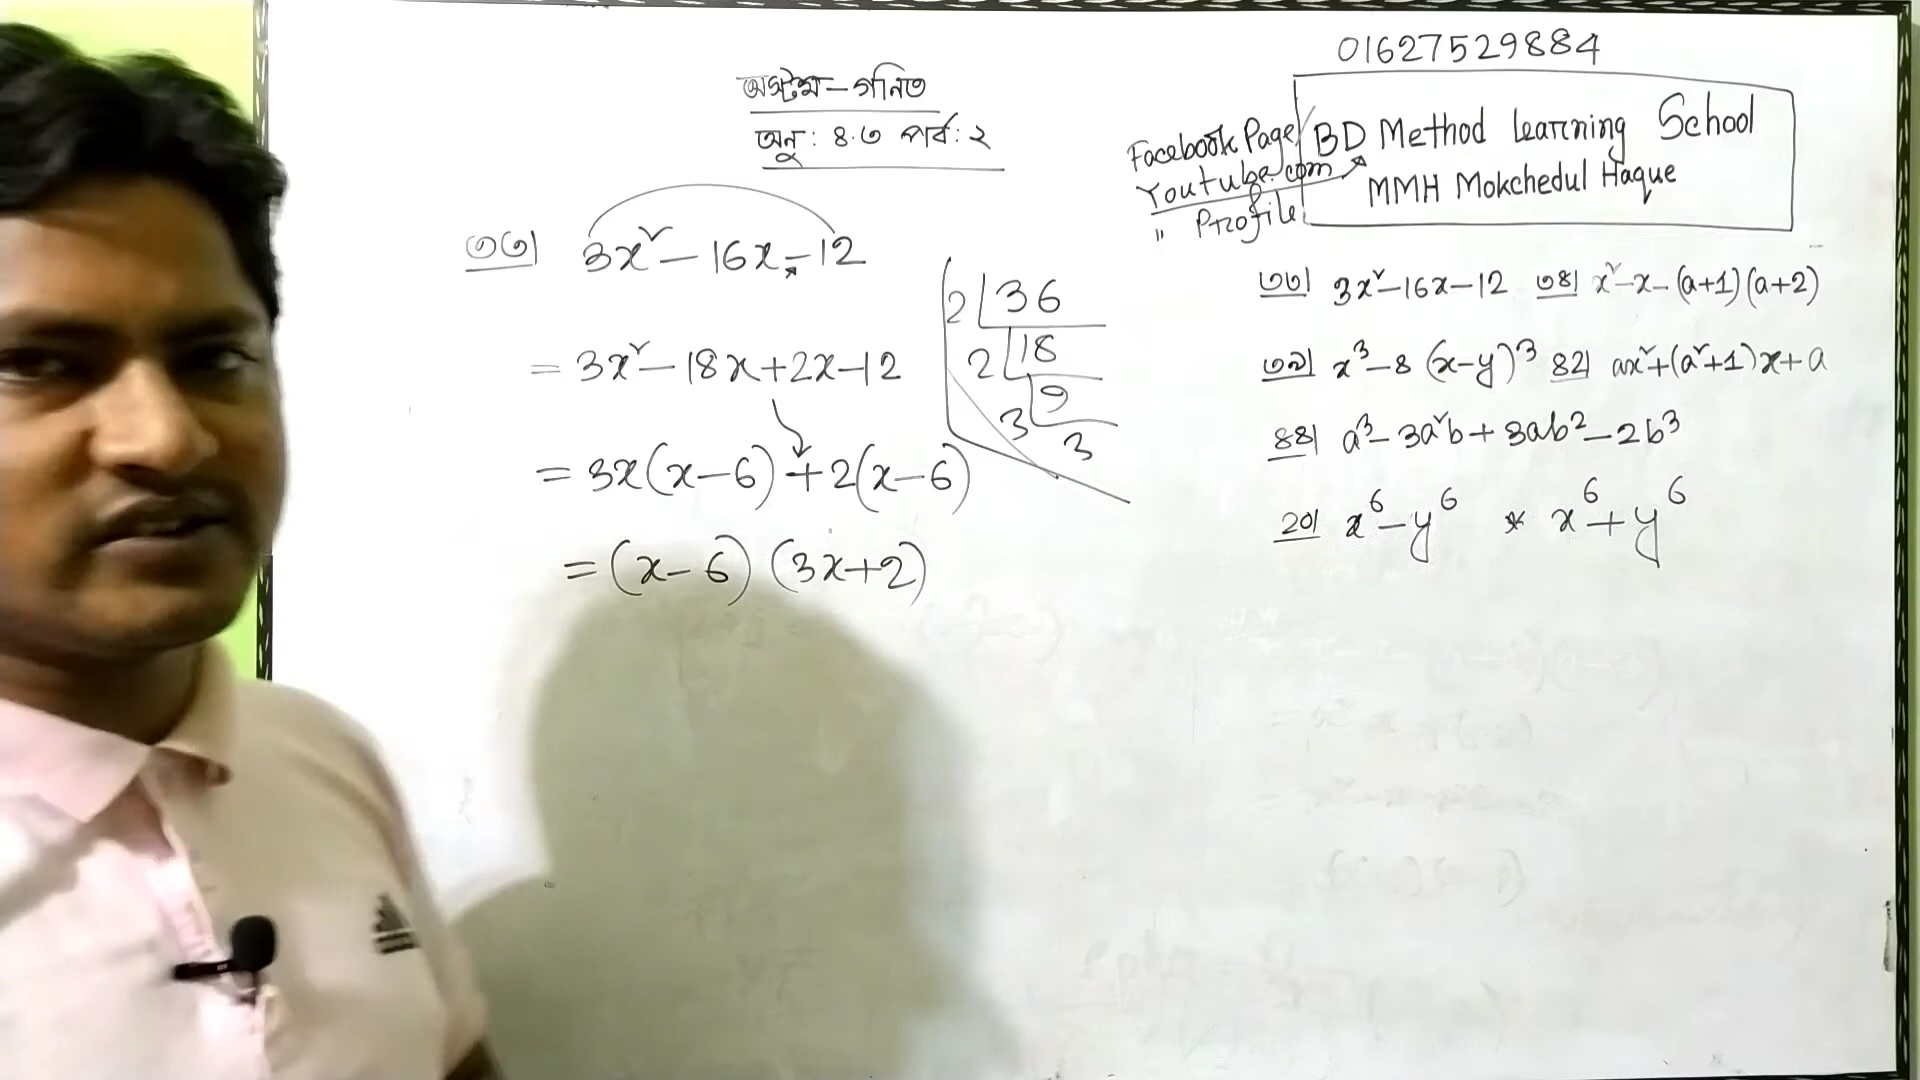 01627529884
অষ্টম – গনিত
অনু : ৪.৩ পর্ব : ২
Facebook Page/ BD Method Learning School
Youtube.com MMH Mokchedul Haque
" Profile
৩৩| 3x² – 16x – 12
= 3x² – 18x + 2x – 12
= 3x(x – 6) + 2(x – 6)
= (x – 6) (3x + 2)
2 | 36
2 | 18
3 | 9
3
৩৩| 3x² – 16x – 12 ৩৪| x² – x – (a+1) (a+2)
৩৯| x³ – 8 (x – y)³ ৪২| ax² + (a² + 1)x + a
৪৪| a³ – 3a²b + 3ab² – 2b³
20| x⁶ – y⁶ * x⁶ + y⁶